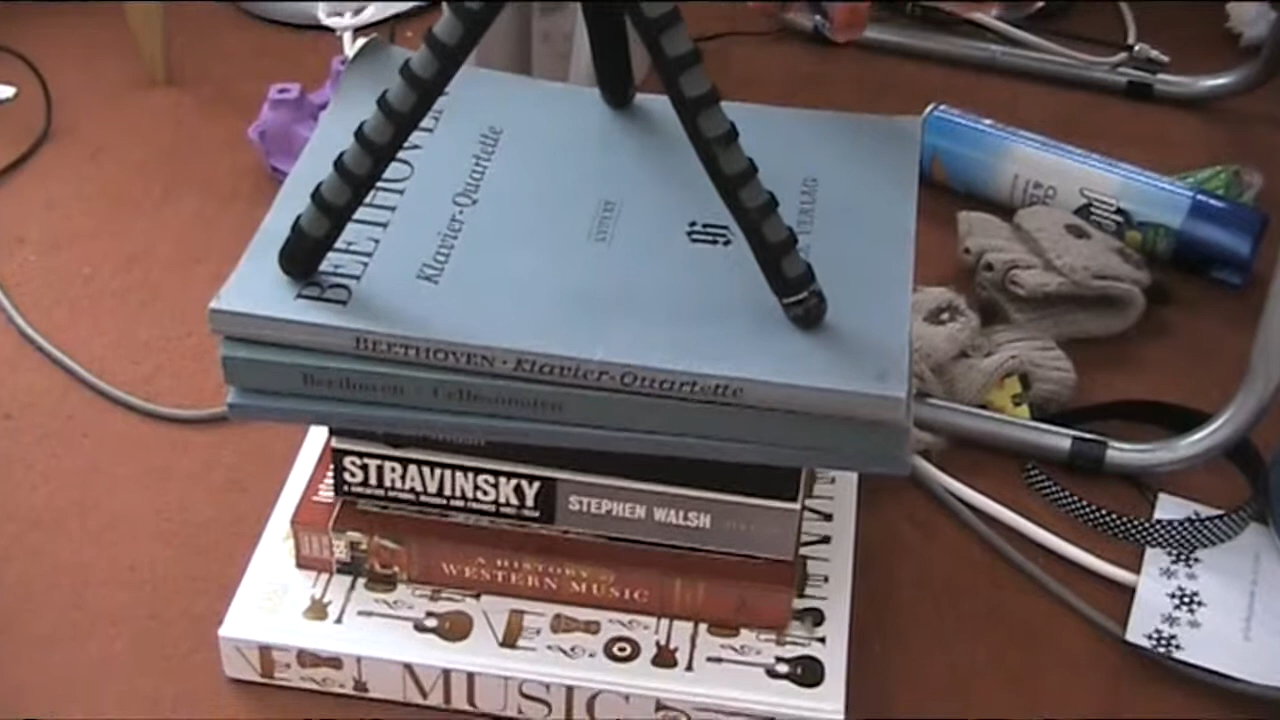 BEETHOVEN
Klavier-Quartette
URTEXT
VERLAG
BEETHOVEN · Klavier-Quartette
Beethoven · Cellosonaten
STRAVINSKY
STEPHEN WALSH
A HISTORY of
WESTERN MUSIC
MUSIC